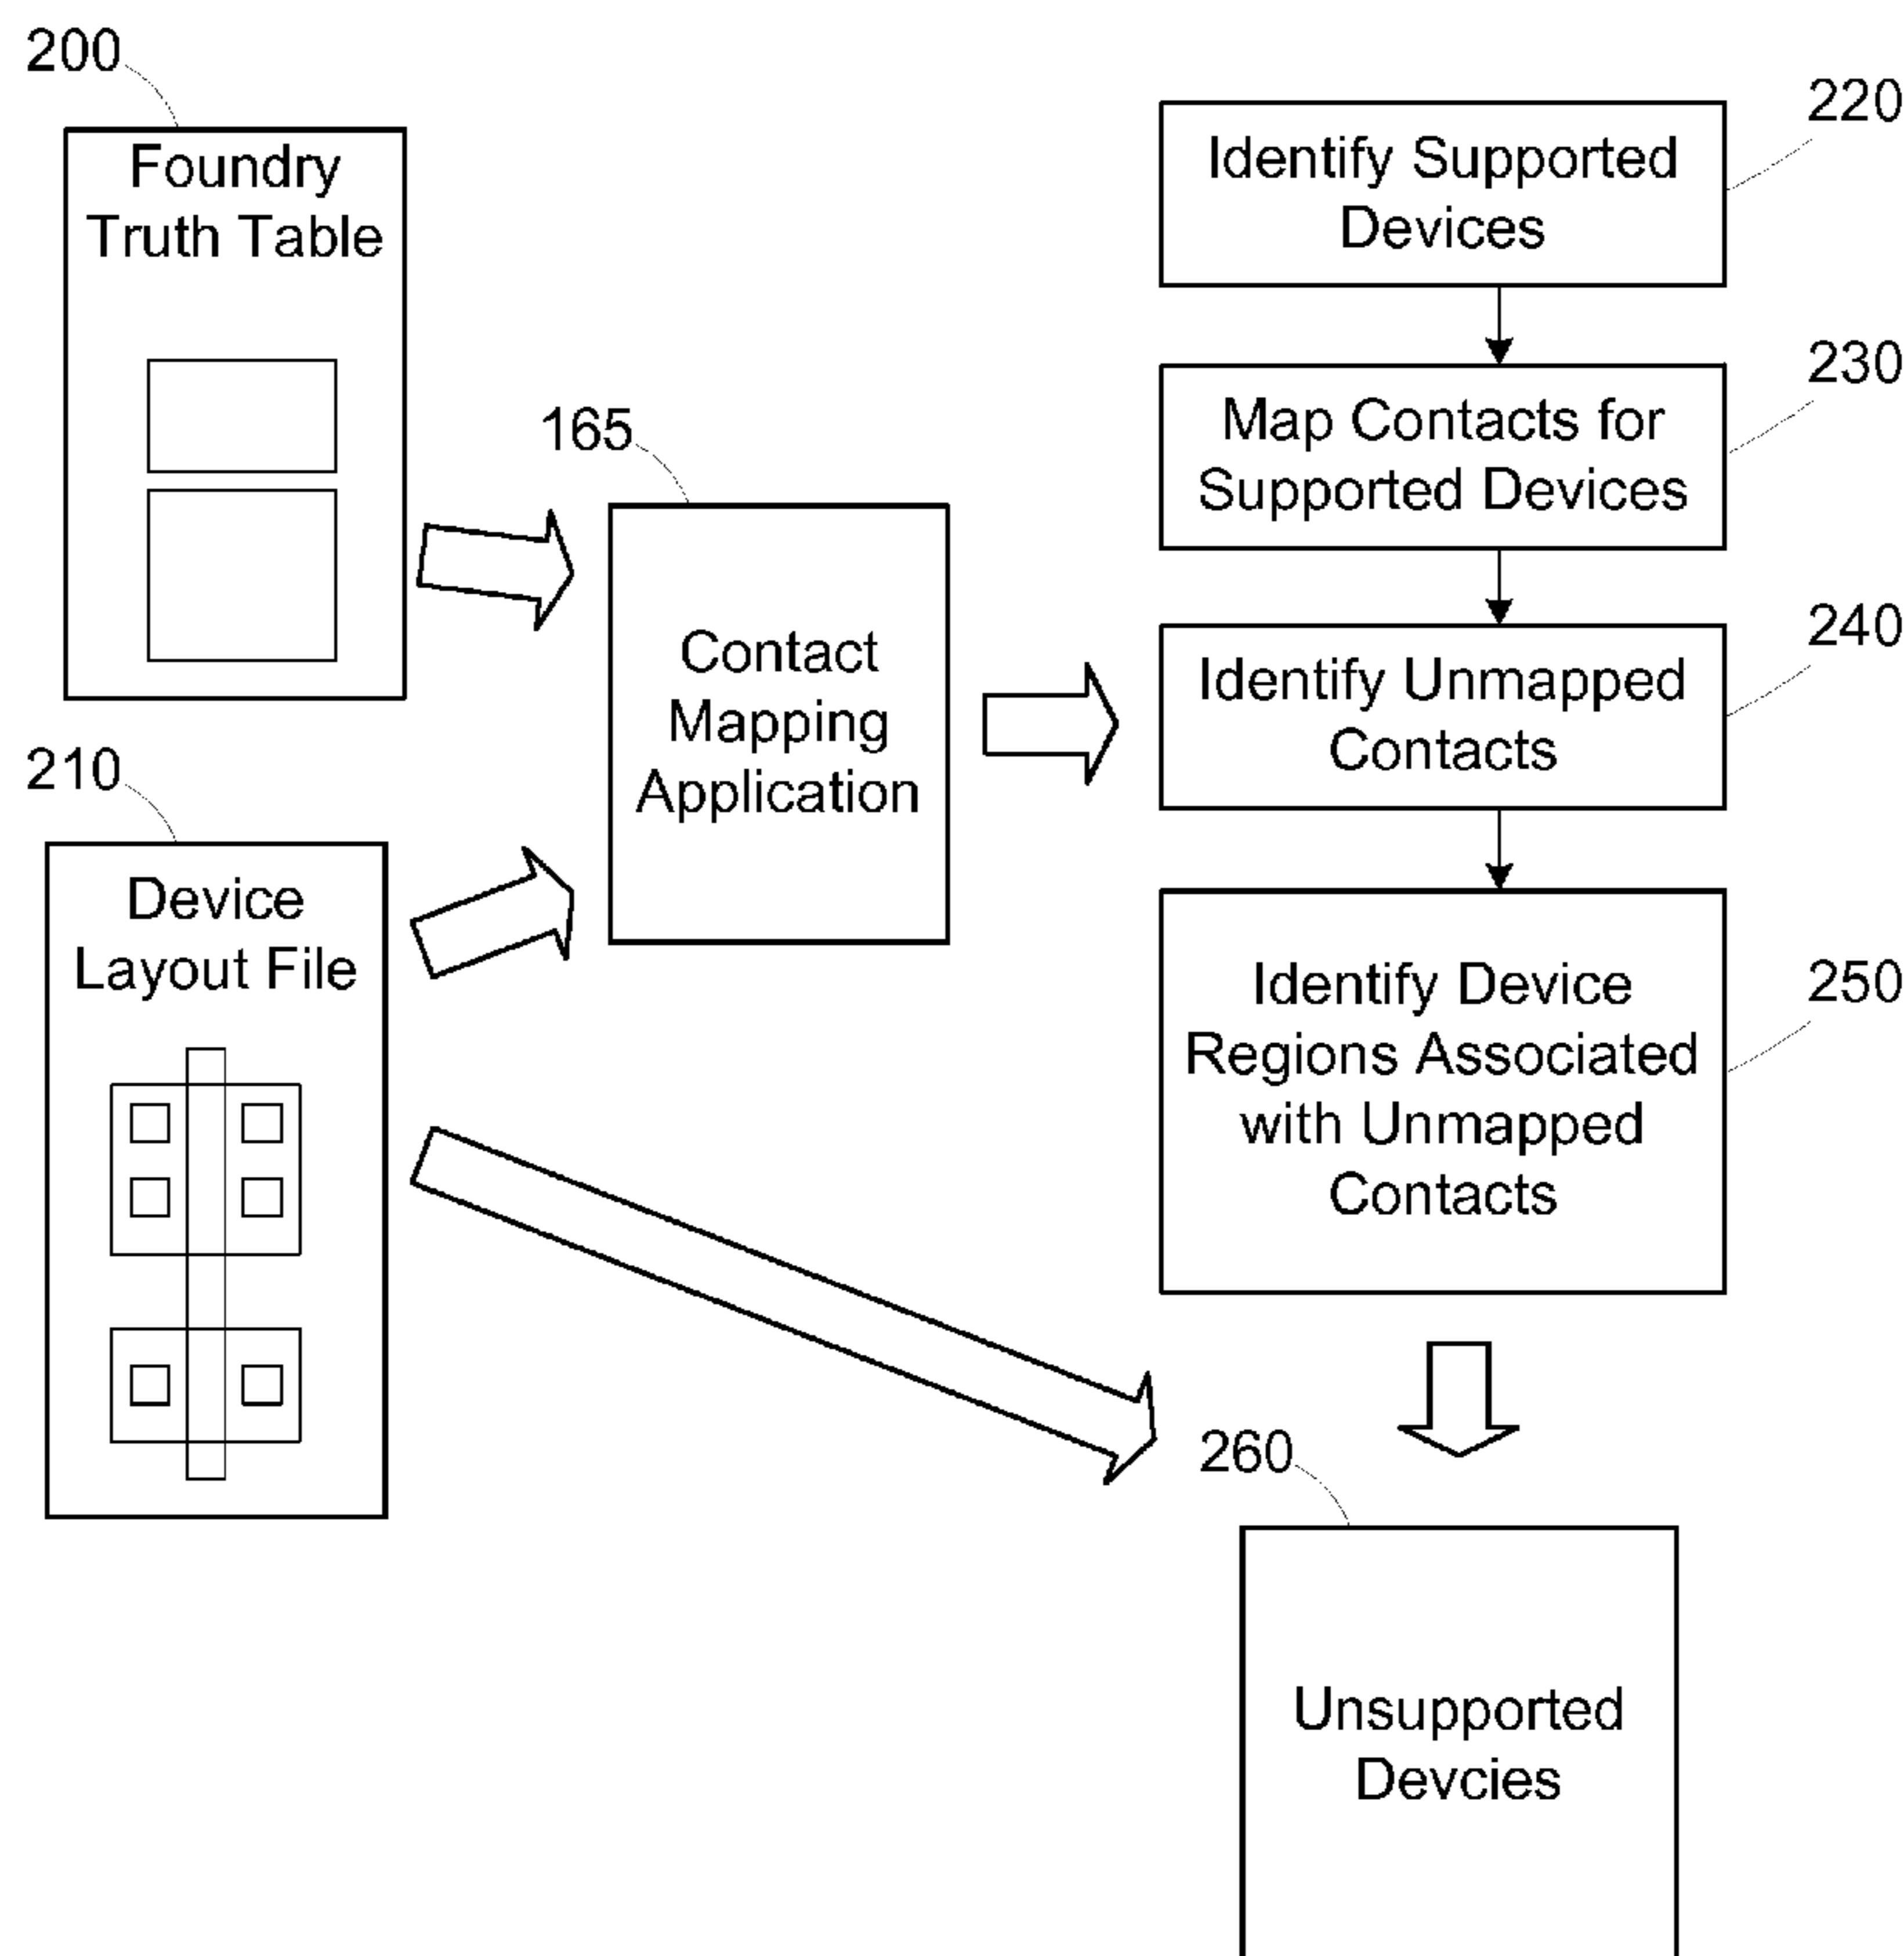 200
Foundry
Truth Table
220
Identify Supported
Devices
230
Map Contacts for
Supported Devices
165
Contact
Mapping
Application
240
Identify Unmapped
Contacts
210
Device
Layout File
250
Identify Device
Regions Associated
with Unmapped
Contacts
260
Unsupported
Devcies